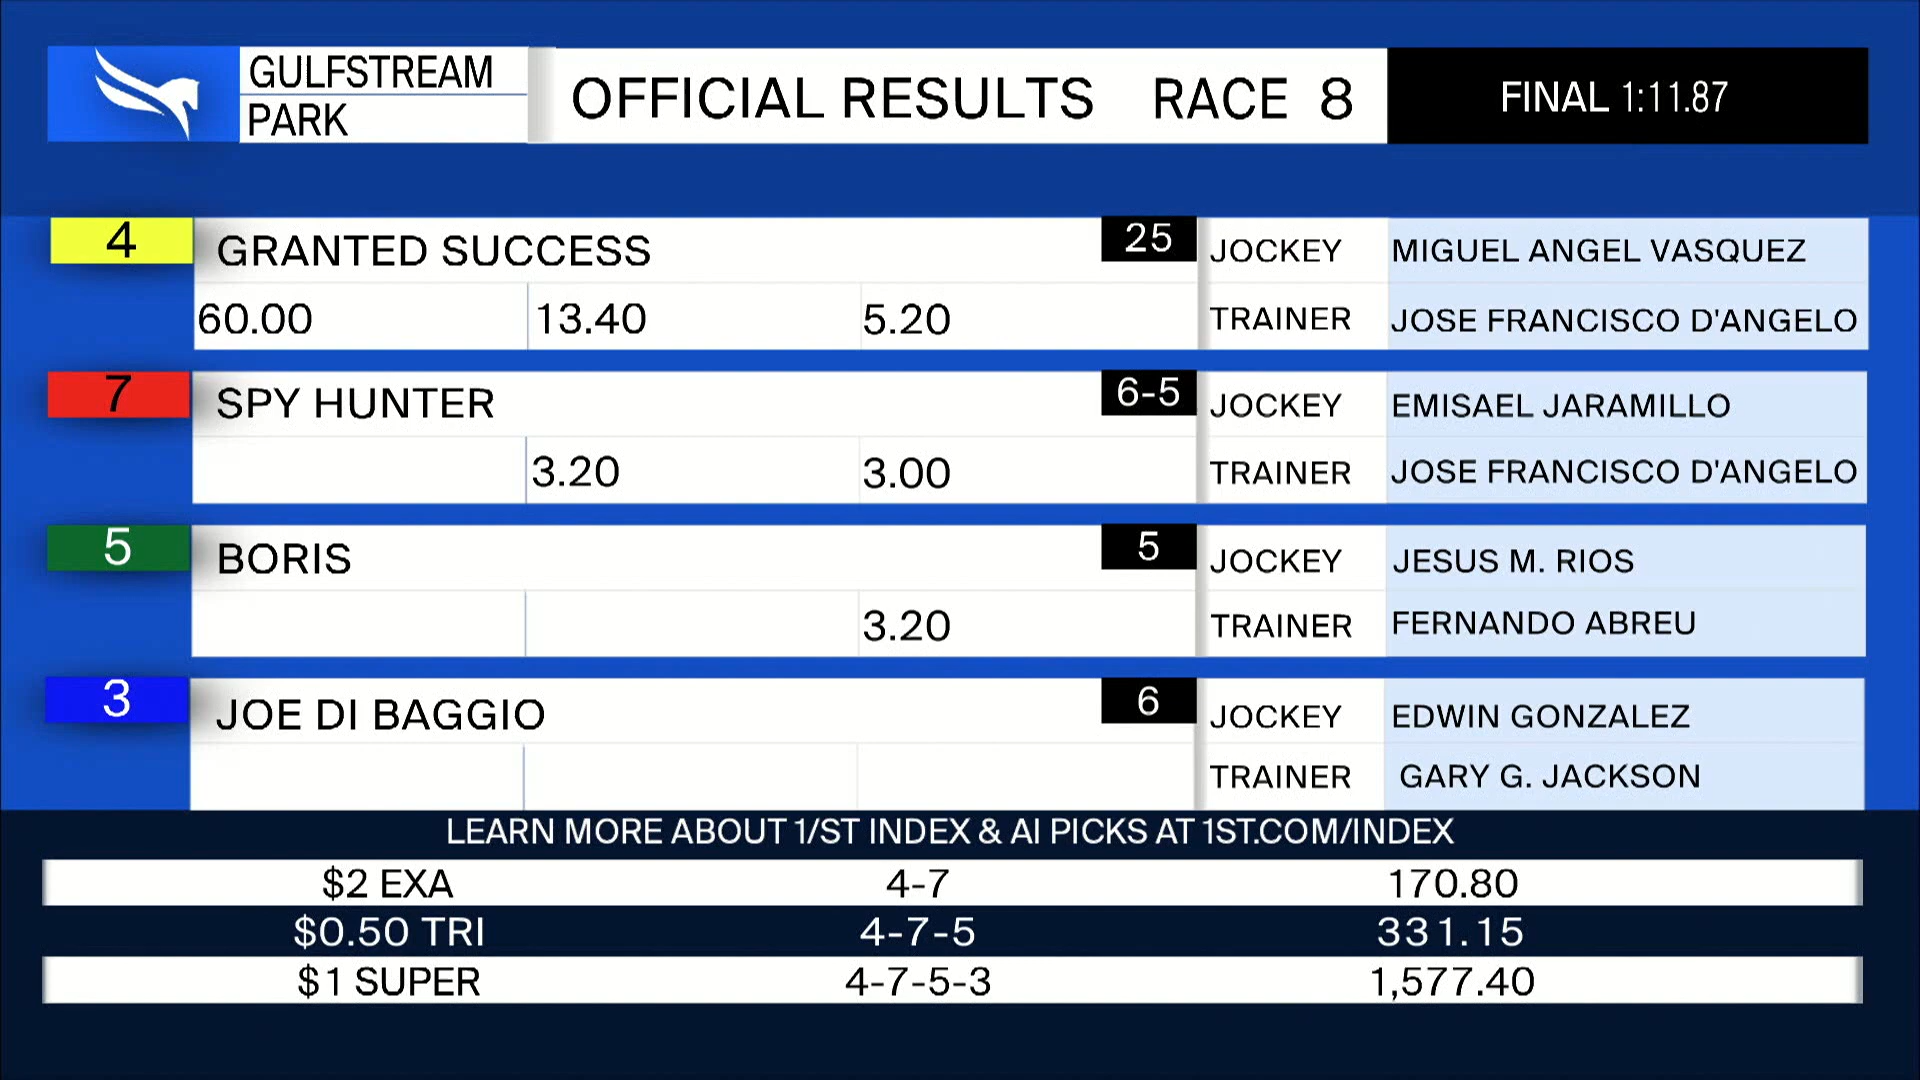 GULFSTREAM
PARK
OFFICIAL RESULTS RACE 8
FINAL 1:11.87
4 GRANTED SUCCESS 25 JOCKEY MIGUEL ANGEL VASQUEZ
60.00 13.40 5.20 TRAINER JOSE FRANCISCO D'ANGELO
7 SPY HUNTER 6-5 JOCKEY EMISAEL JARAMILLO
3.20 3.00 TRAINER JOSE FRANCISCO D'ANGELO
5 BORIS 5 JOCKEY JESUS M. RIOS
3.20 TRAINER FERNANDO ABREU
3 JOE DI BAGGIO 6 JOCKEY EDWIN GONZALEZ
TRAINER GARY G. JACKSON
LEARN MORE ABOUT 1/ST INDEX & AI PICKS AT 1ST.COM/INDEX
$2 EXA 4-7 170.80
$0.50 TRI 4-7-5 331.15
$1 SUPER 4-7-5-3 1,577.40